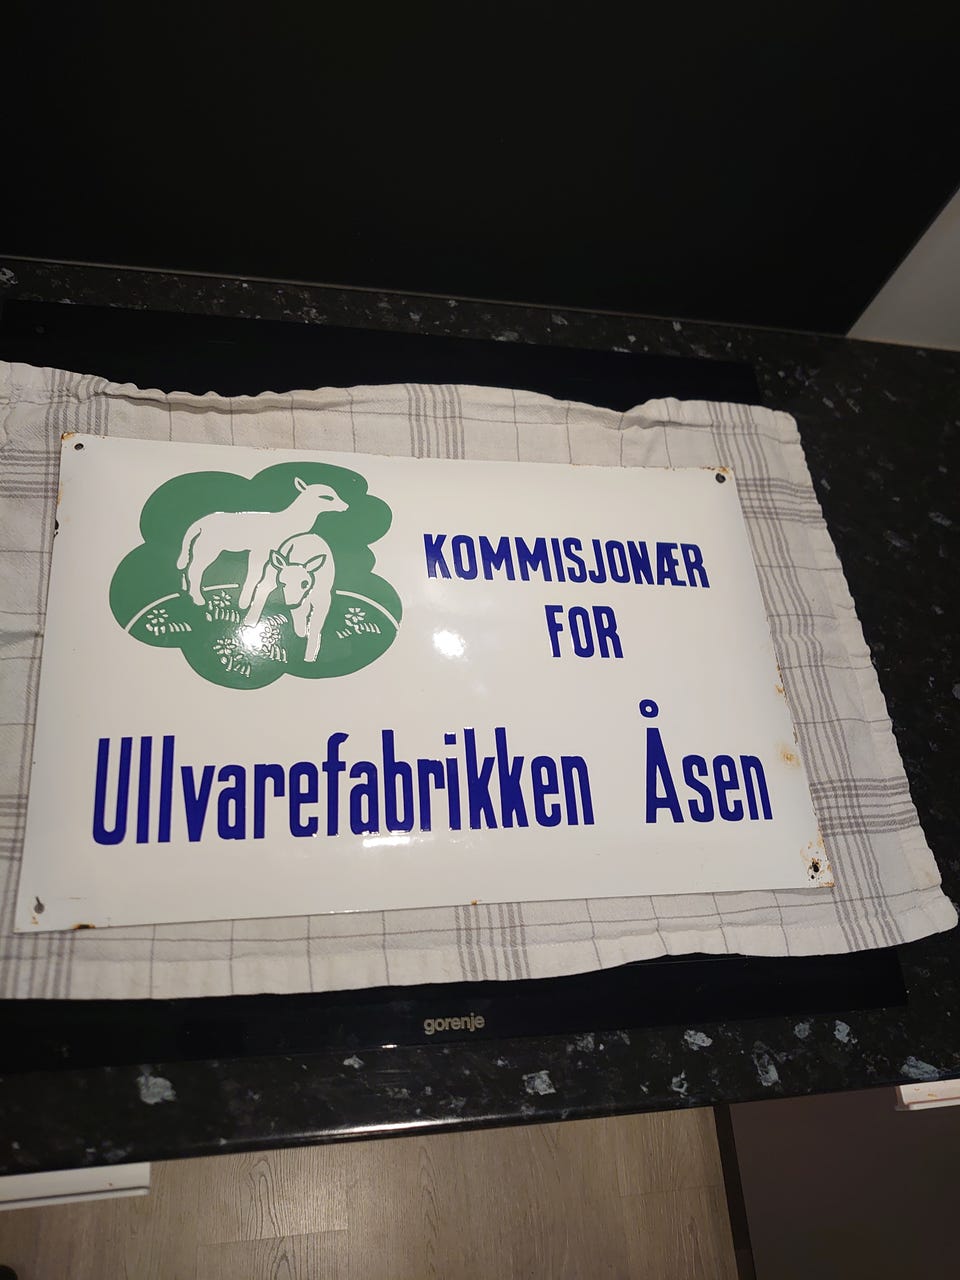 KOMMISJONÆR
FOR
Ullvarefabrikken Åsen
gorenje